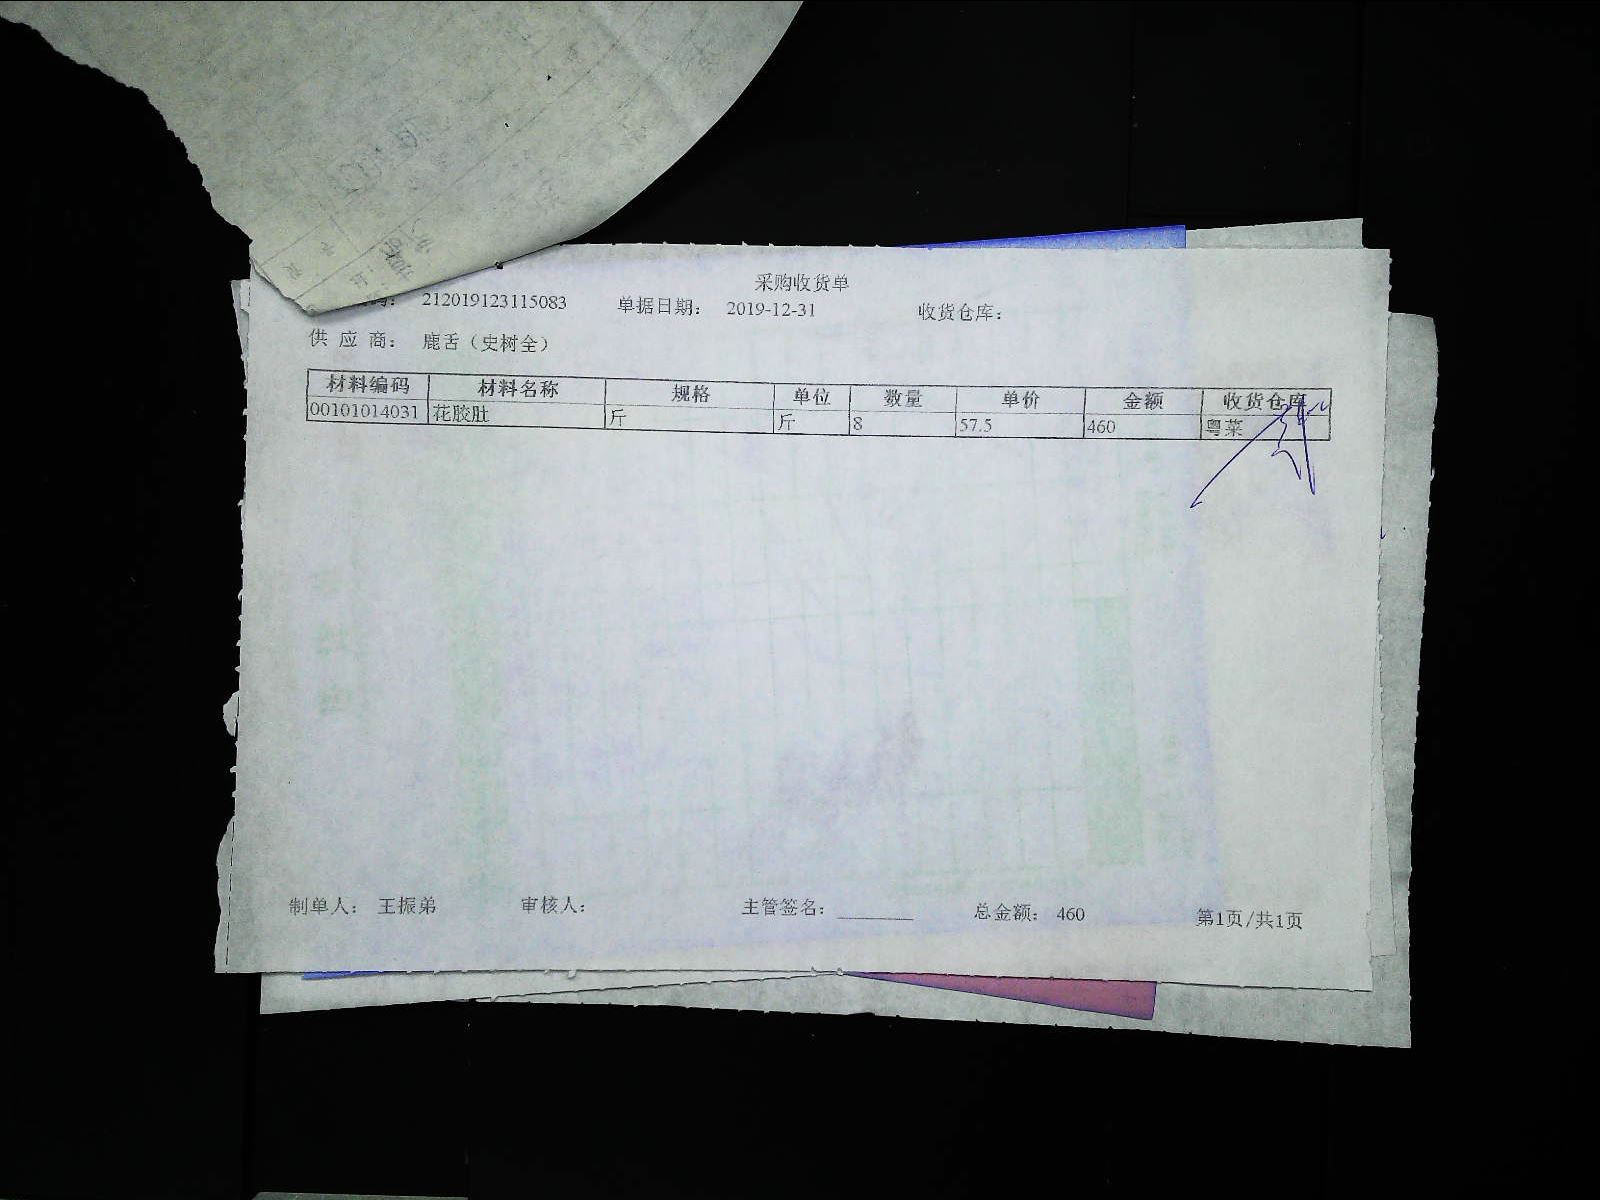 采购收货单
码： 212019123115083 单据日期： 2019-12-31 收货仓库：
供 应 商： 鹿舌（史树全）
材料编码 材料名称 规格 单位 数量 单价 金额 收货仓库
00101014031 花胶肚 斤 斤 8 57.5 460 粤菜
制单人： 王振弟 审核人： 主管签名： ________ 总金额： 460 第1页/共1页